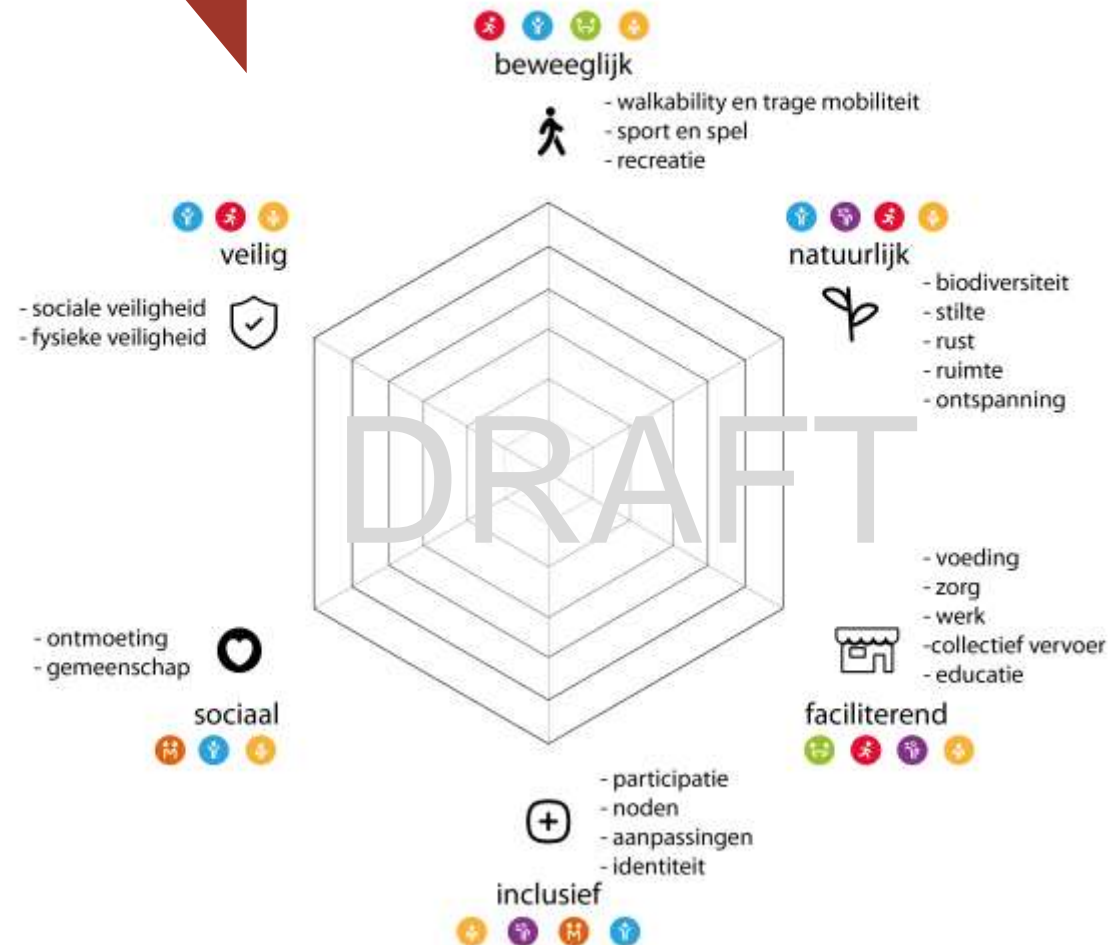 beweeglijk
- walkability en trage mobiliteit
- sport en spel
- recreatie
veilig
- sociale veiligheid
- fysieke veiligheid
natuurlijk
- biodiversiteit
- stilte
- rust
- ruimte
- ontspanning
DRAFT
- ontmoeting
- gemeenschap
sociaal
- voeding
- zorg
- werk
-collectief vervoer
- educatie
faciliterend
- participatie
- noden
- aanpassingen
- identiteit
inclusief